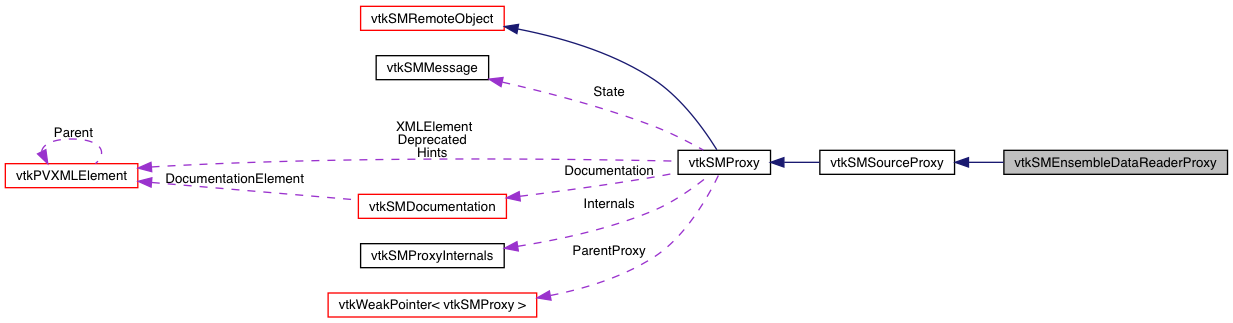 vtkSMRemoteObject
vtkSMMessage
State
Parent
XMLElement
Deprecated
Hints
vtkPVXMLElement
vtkSMProxy
vtkSMSourceProxy
vtkSMEnsembleDataReaderProxy
DocumentationElement
Documentation
vtkSMDocumentation
Internals
vtkSMProxyInternals
ParentProxy
vtkWeakPointer< vtkSMProxy >